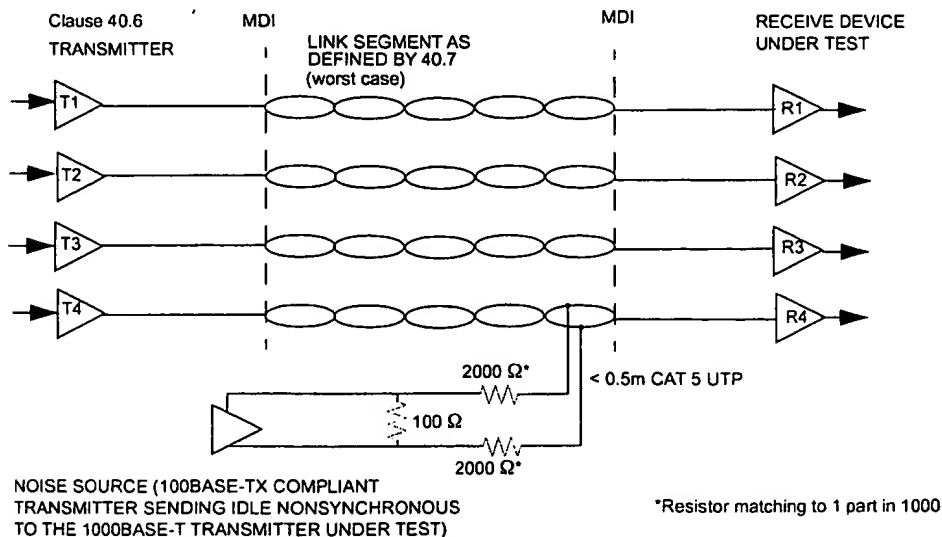 Clause 40.6
TRANSMITTER
MDI
LINK SEGMENT AS
DEFINED BY 40.7
(worst case)
MDI
RECEIVE DEVICE
UNDER TEST
T1
R1
T2
R2
T3
R3
T4
R4
2000 Ω*
< 0.5m CAT 5 UTP
100 Ω
2000 Ω*
NOISE SOURCE (100BASE-TX COMPLIANT
TRANSMITTER SENDING IDLE NONSYNCHRONOUS
TO THE 1000BASE-T TRANSMITTER UNDER TEST)
*Resistor matching to 1 part in 1000